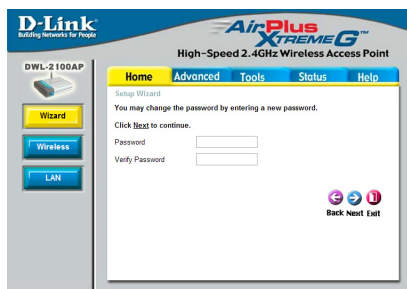 D-Link
Building Networks for People
AirPlus
XTREME G™
High-Speed 2.4GHz Wireless Access Point
DWL-2100AP
Home Advanced Tools Status Help
Setup Wizard
You may change the password by entering a new password.
Click Next to continue.
Password
Verify Password
Wizard
Wireless
LAN
Back Next Exit